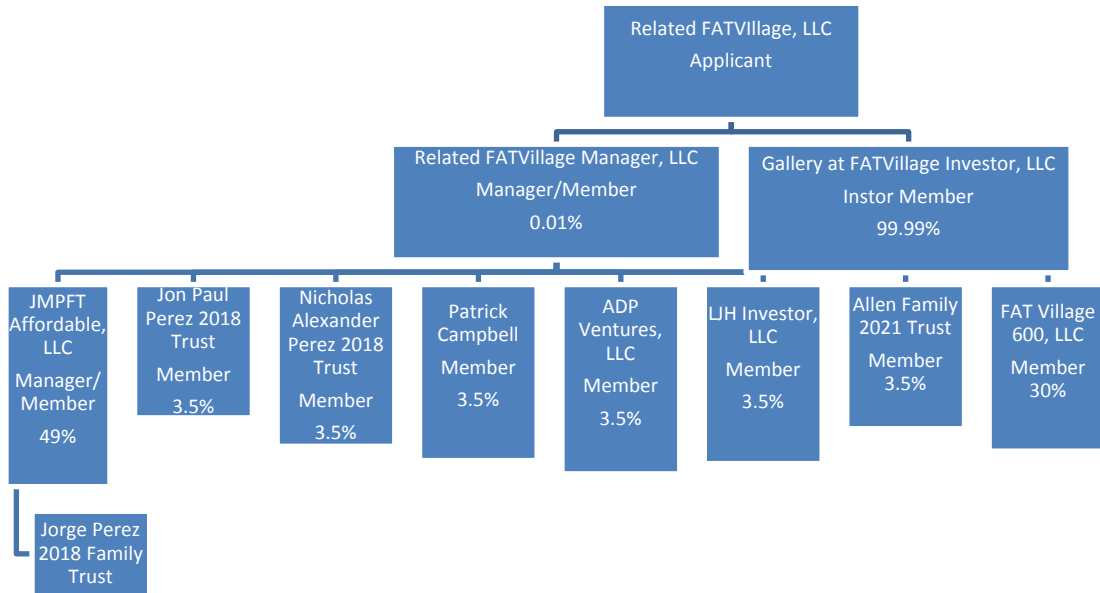 Related FATVIllage, LLC
Applicant
Related FATVillage Manager, LLC
Manager/Member
0.01%
Gallery at FATVillage Investor, LLC
Instor Member
99.99%
JMPFT
Affordable,
LLC
Manager/
Member
49%
Jon Paul
Perez 2018
Trust
Member
3.5%
Nicholas
Alexander
Perez 2018
Trust
Member
3.5%
Patrick
Campbell
Member
3.5%
ADP
Ventures,
LLC
Member
3.5%
LJH Investor,
LLC
Member
3.5%
Allen Family
2021 Trust
Member
3.5%
FAT Village
600, LLC
Member
30%
Jorge Perez
2018 Family
Trust